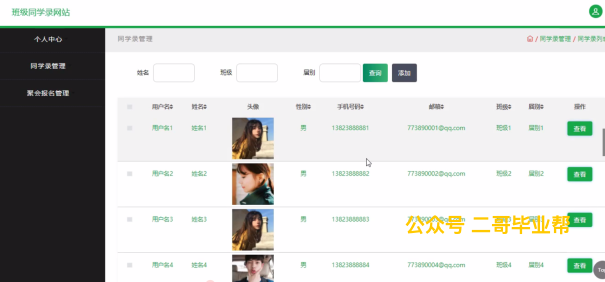 班级同学录网站
个人中心
同学录管理
聚会报名管理
同学录管理
/ 同学录管理 / 同学录列
姓名 班级 届别 查询 添加
用户名 姓名 头像 性别 手机号码 邮箱 班级 届别 操作
用户名1 姓名1 男 13823888881 773890001@qq.com 班级1 届别1 查看
用户名2 姓名2 男 13823888882 773890002@qq.com 班级2 届别2 查看
用户名3 姓名3 男 13823888883 查看
公众号 二哥毕业帮
用户名4 姓名4 男 13823888884 773890004@qq.com 班级4 届别4 查看
Top